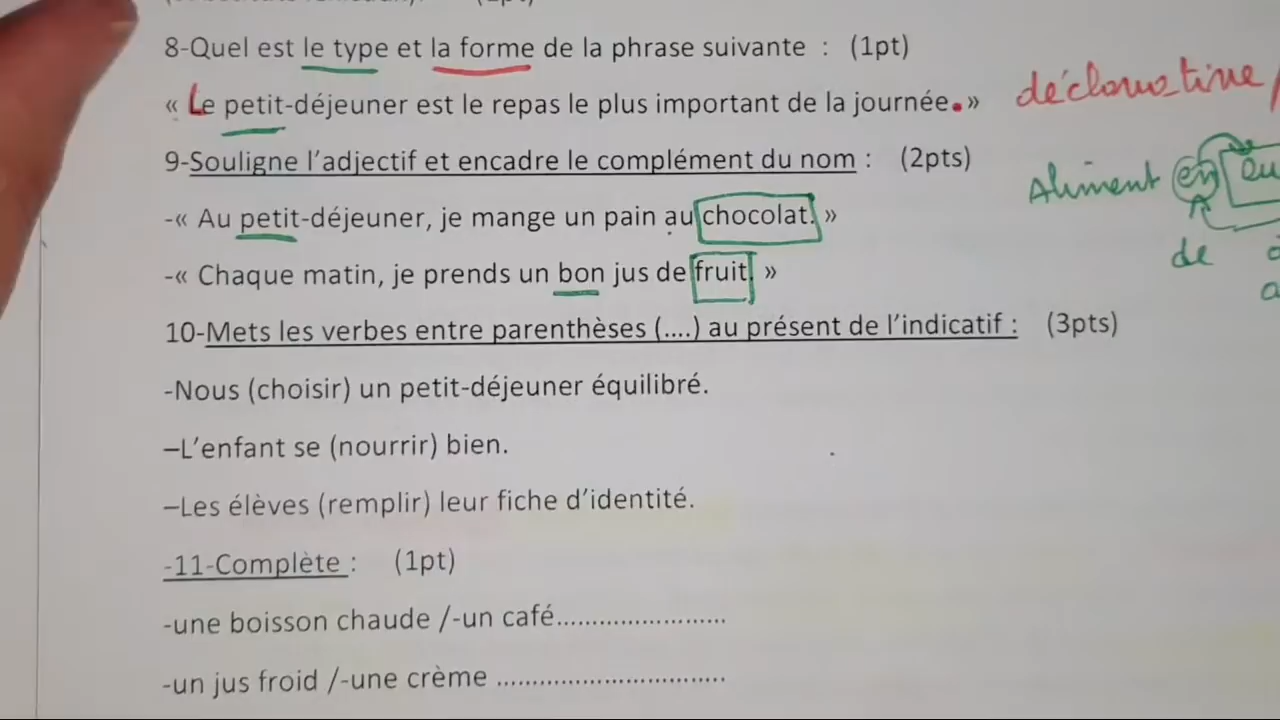 8-Quel est le type et la forme de la phrase suivante : (1pt)
« Le petit-déjeuner est le repas le plus important de la journée. » déclarative /
9-Souligne l'adjectif et encadre le complément du nom : (2pts)
Aliment en eu
-« Au petit-déjeuner, je mange un pain au chocolat. »
de
-« Chaque matin, je prends un bon jus de fruit. »
10-Mets les verbes entre parenthèses (....) au présent de l'indicatif : (3pts)
-Nous (choisir) un petit-déjeuner équilibré.
–L'enfant se (nourrir) bien.
–Les élèves (remplir) leur fiche d'identité.
-11-Complète : (1pt)
-une boisson chaude /-un café........................
-un jus froid /-une crème ................................